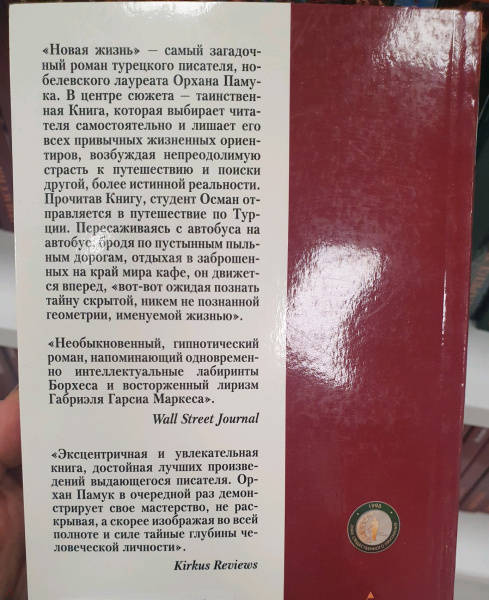 «Новая жизнь» — самый загадоч-
ный роман турецкого писателя, но-
белевского лауреата Орхана Паму-
ка. В центре сюжета — таинствен-
ная Книга, которая выбирает чита-
теля самостоятельно и лишает его
всех привычных жизненных ориен-
тиров, возбуждая непреодолимую
страсть к путешествию и поиски
другой, более истинной реальности.
Прочитав Книгу, студент Осман от-
правляется в путешествие по Тур-
ции. Пересаживаясь с автобуса на
автобус, бродя по пустынным пыль-
ным дорогам, отдыхая в заброшен-
ных на край мира кафе, он движет-
ся вперед, «вот-вот ожидая познать
тайну скрытой, никем не познанной
геометрии, именуемой жизнью».
«Необыкновенный, гипнотический
роман, напоминающий одновремен-
но интеллектуальные лабиринты
Борхеса и восторженный лиризм
Габриэля Гарсиа Маркеса».
Wall Street Journal
«Эксцентричная и увлекательная
книга, достойная лучших произве-
дений выдающегося писателя. Ор-
хан Памук в очередной раз демон-
стрирует свое мастерство, не рас-
крывая, а скорее изображая во всей
полноте и силе тайные глубины че-
ловеческой личности».
Kirkus Reviews
1998